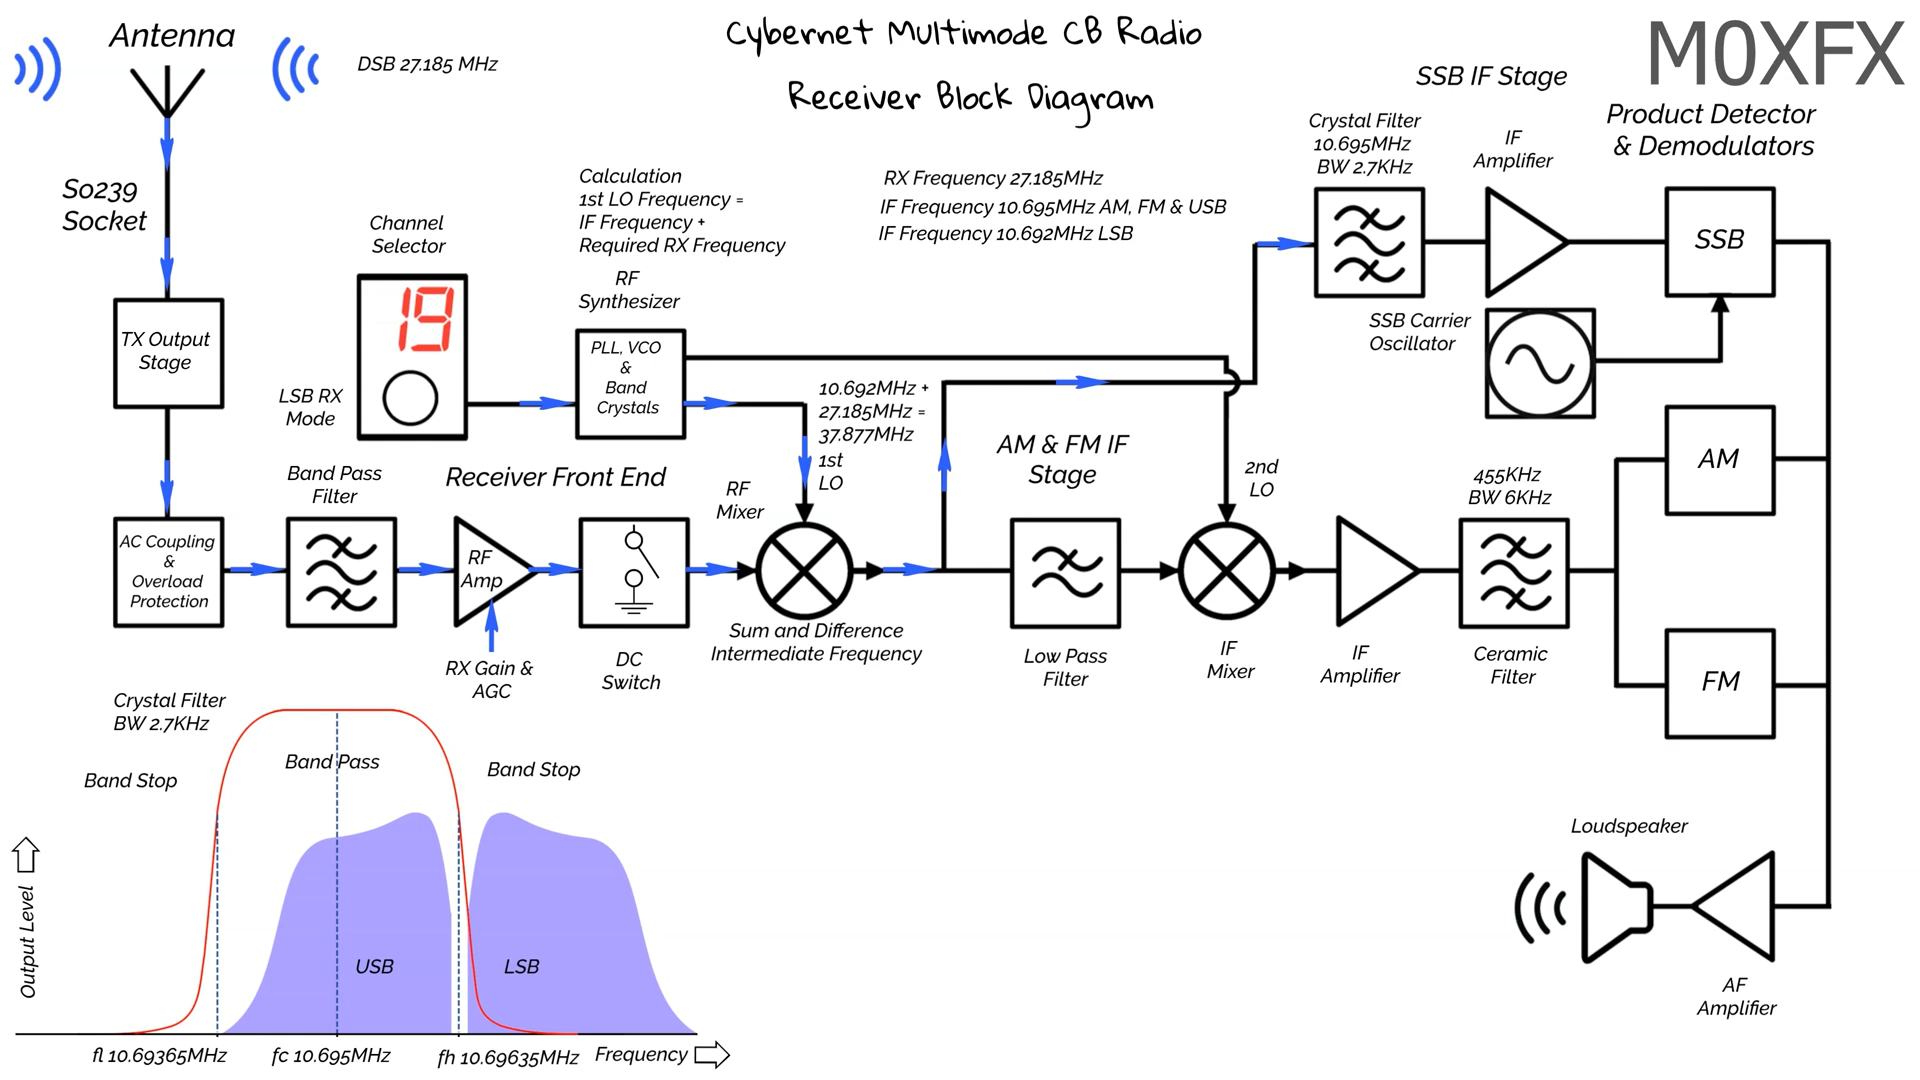 Cybernet Multimode CB Radio
Receiver Block Diagram
M0XFX
Antenna
DSB 27.185 MHz
So239
Socket
TX Output
Stage
AC Coupling
&
Overload
Protection
Channel
Selector
19
LSB RX
Mode
Calculation
1st LO Frequency =
IF Frequency +
Required RX Frequency
RF
Synthesizer
PLL, VCO
&
Band
Crystals
RX Frequency 27.185MHz
IF Frequency 10.695MHz AM, FM & USB
IF Frequency 10.692MHz LSB
10.692MHz +
27.185MHz =
37.877MHz
1st
LO
Band Pass
Filter
Receiver Front End
RF
Amp
RX Gain &
AGC
DC
Switch
RF
Mixer
Sum and Difference
Intermediate Frequency
AM & FM IF
Stage
Low Pass
Filter
2nd
LO
IF
Mixer
IF
Amplifier
455KHz
BW 6KHz
Ceramic
Filter
SSB IF Stage
Crystal Filter
10.695MHz
BW 2.7KHz
IF
Amplifier
Product Detector
& Demodulators
SSB
SSB Carrier
Oscillator
AM
FM
Loudspeaker
AF
Amplifier
Crystal Filter
BW 2.7KHz
Band Stop
Band Pass
Band Stop
Output Level
USB
LSB
fl 10.69365MHz
fc 10.695MHz
fh 10.69635MHz
Frequency